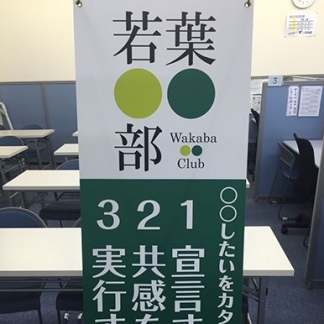 若葉
●●
部
Wakaba
Club
○○したいをカタ
1 宣言す
2 共感を
3 実行す
3